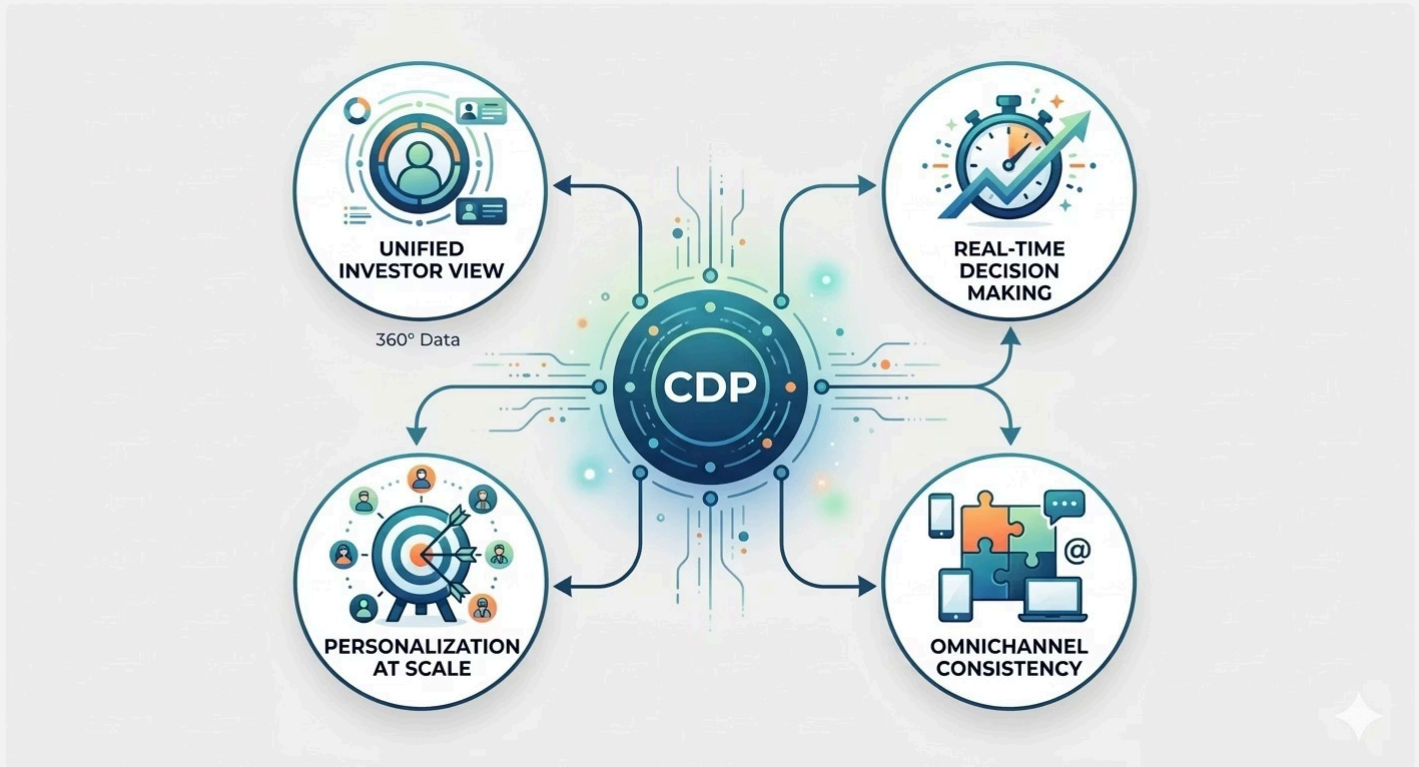 UNIFIED
INVESTOR VIEW
360° Data
REAL-TIME
DECISION
MAKING
CDP
PERSONALIZATION
AT SCALE
@
OMNICHANNEL
CONSISTENCY